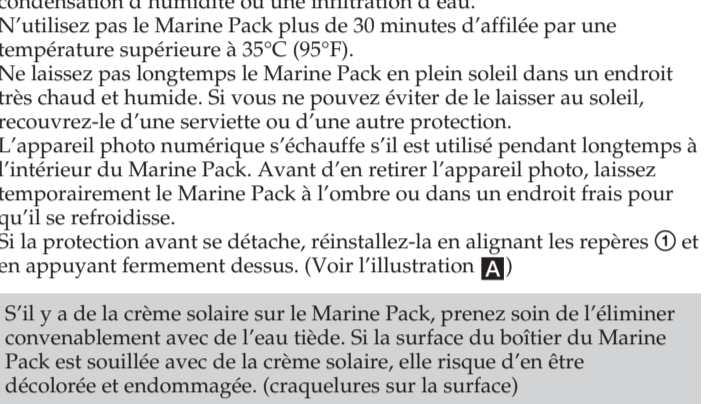 condensation d'humidité ou une infiltration d'eau.
N'utilisez pas le Marine Pack plus de 30 minutes d'affilée par une
température supérieure à 35°C (95°F).
Ne laissez pas longtemps le Marine Pack en plein soleil dans un endroit
très chaud et humide. Si vous ne pouvez éviter de le laisser au soleil,
recouvrez-le d'une serviette ou d'une autre protection.
L'appareil photo numérique s'échauffe s'il est utilisé pendant longtemps à
l'intérieur du Marine Pack. Avant d'en retirer l'appareil photo, laissez
temporairement le Marine Pack à l'ombre ou dans un endroit frais pour
qu'il se refroidisse.
Si la protection avant se détache, réinstallez-la en alignant les repères ① et
en appuyant fermement dessus. (Voir l'illustration A)
S'il y a de la crème solaire sur le Marine Pack, prenez soin de l'éliminer
convenablement avec de l'eau tiède. Si la surface du boîtier du Marine
Pack est souillée avec de la crème solaire, elle risque d'en être
décolorée et endommagée. (craquelures sur la surface)